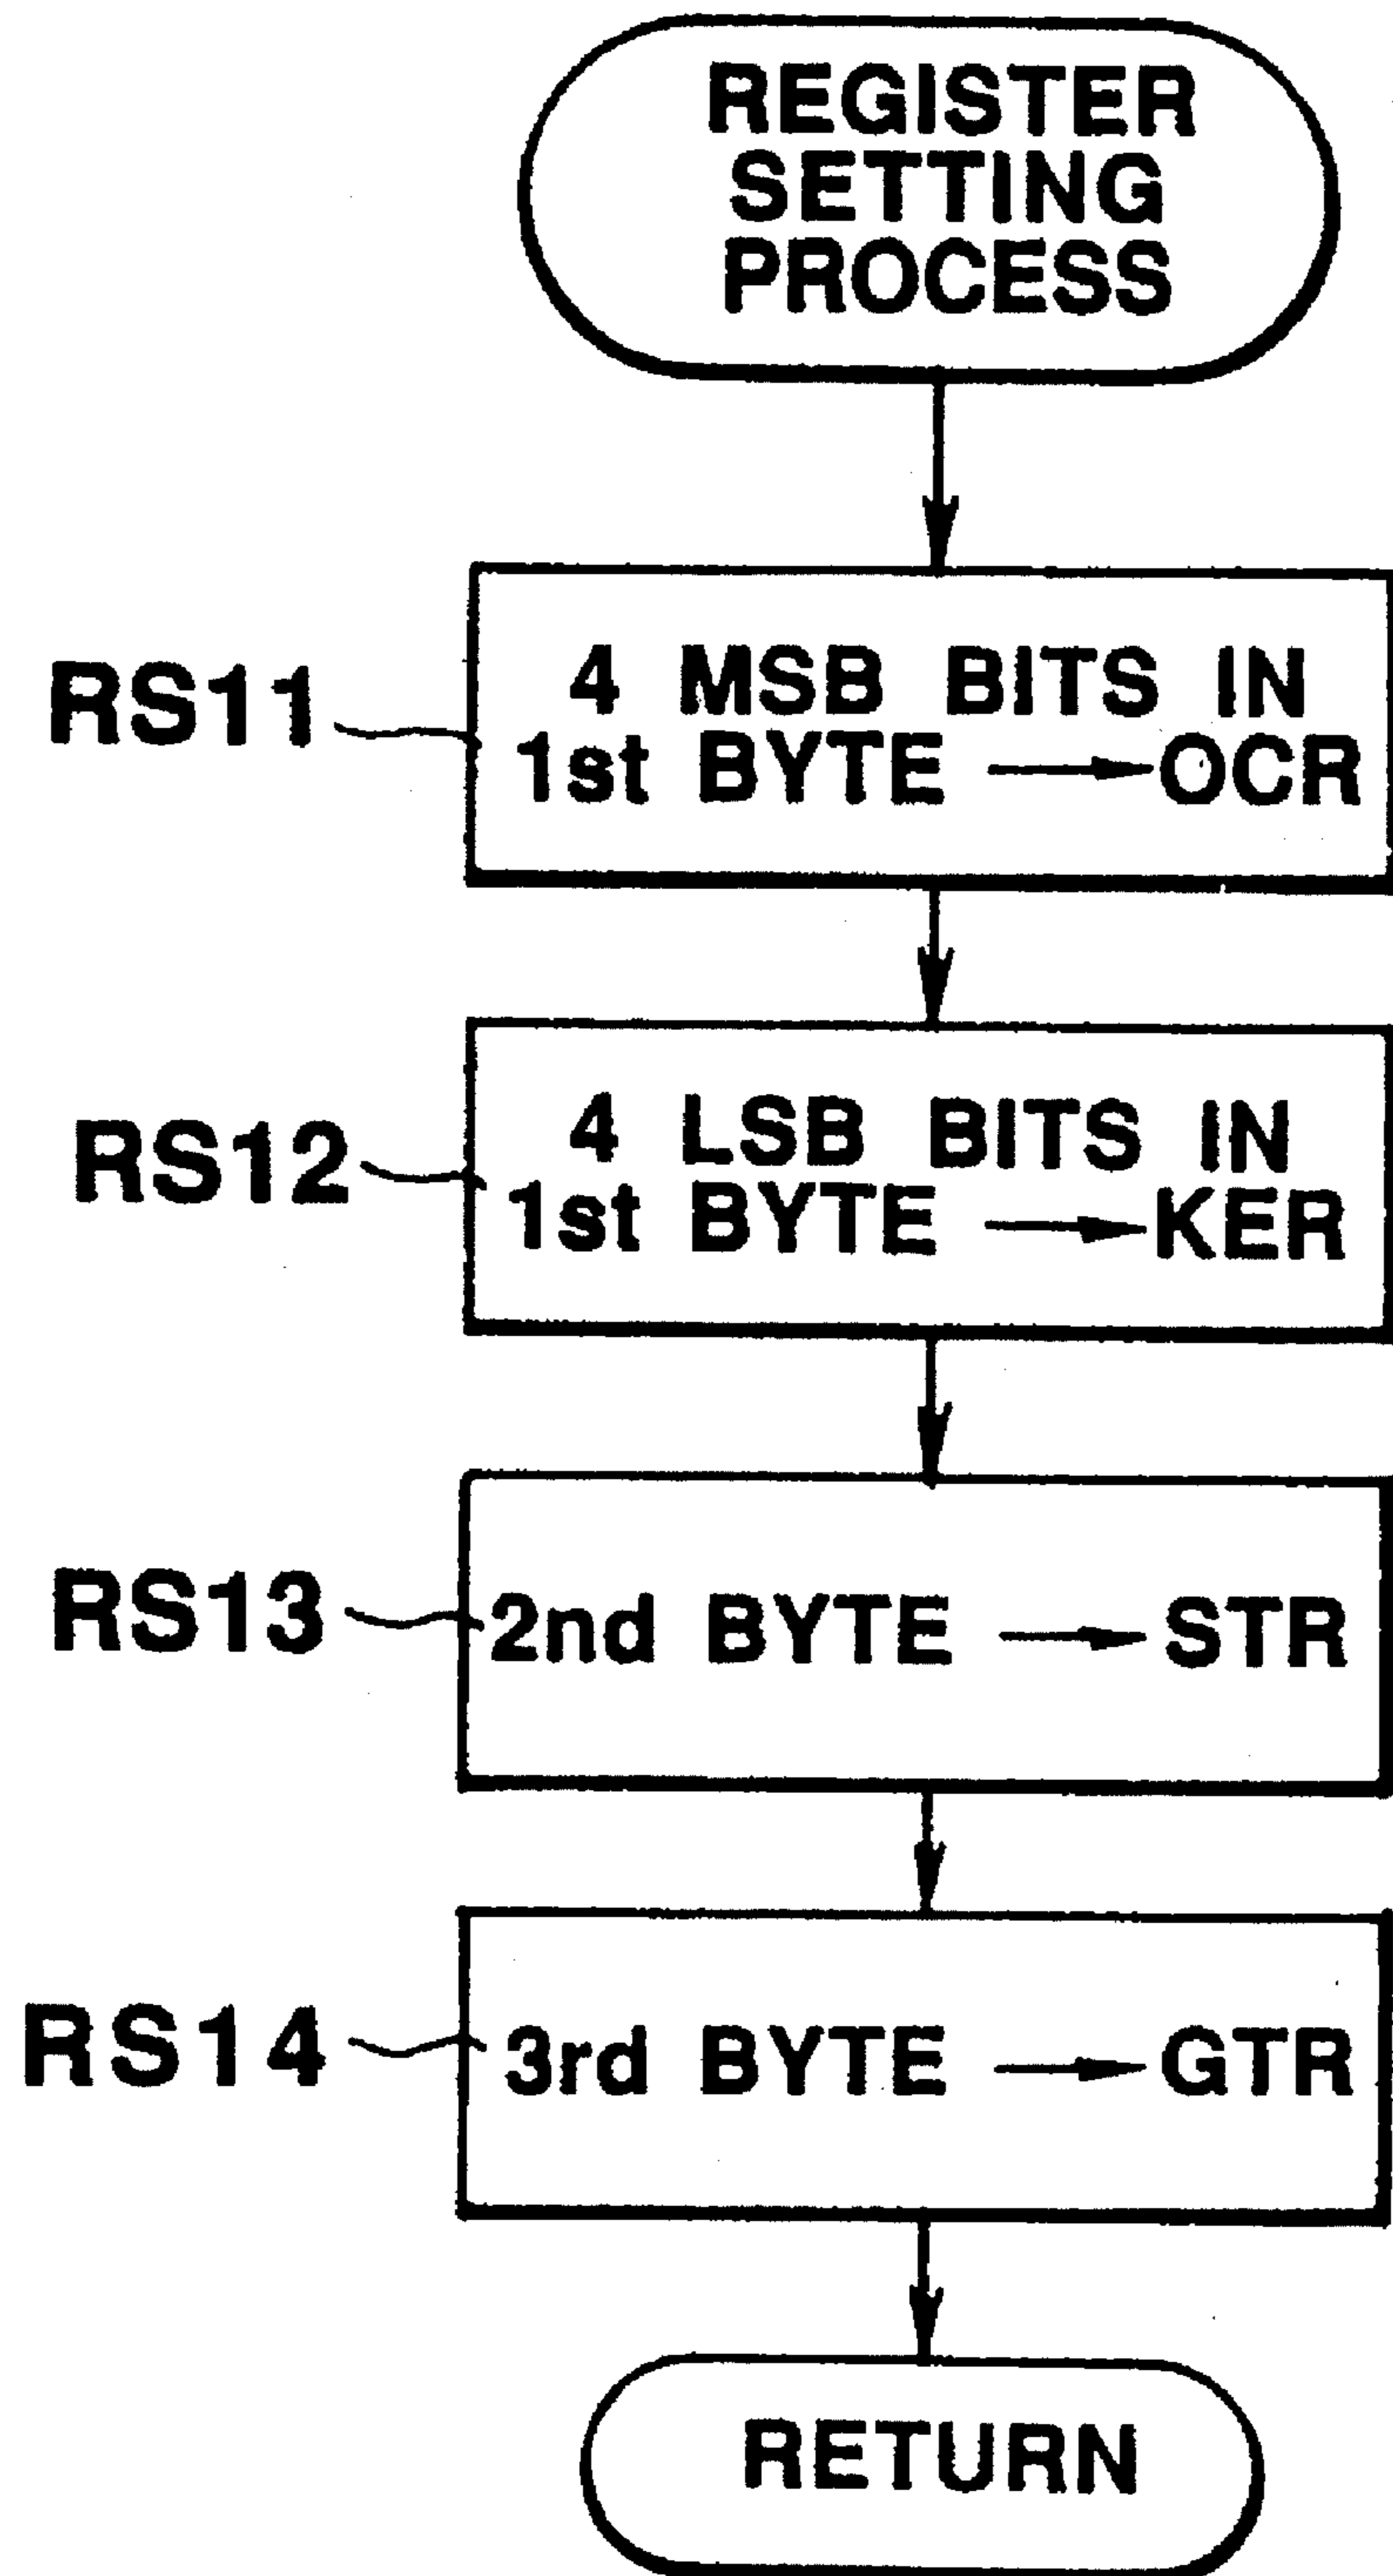 REGISTER
SETTING
PROCESS
RS11
4 MSB BITS IN
1st BYTE → OCR
RS12
4 LSB BITS IN
1st BYTE → KER
RS13
2nd BYTE → STR
RS14
3rd BYTE → GTR
RETURN